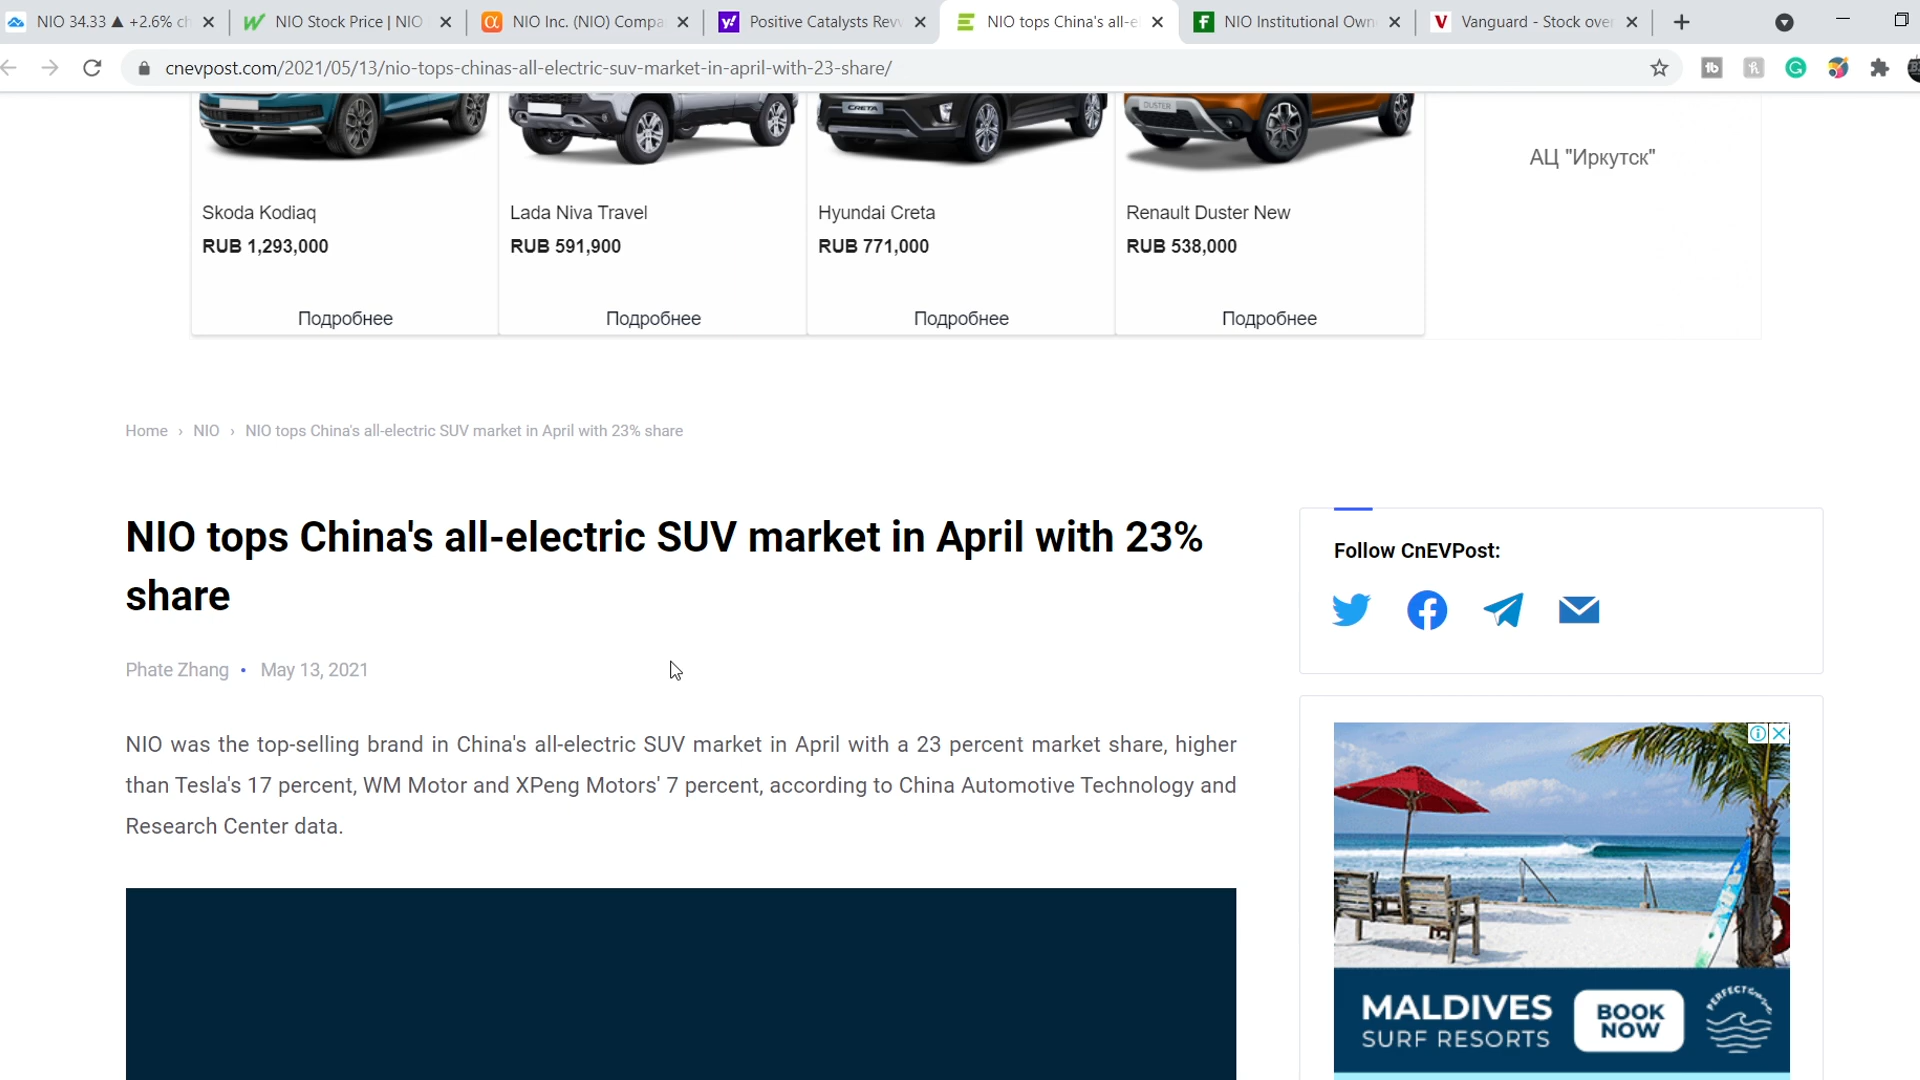 NIO 34.33 ▲ +2.6% ch
NIO Stock Price | NIO
NIO Inc. (NIO) Compa
Positive Catalysts Revv
NIO tops China's all-e
NIO Institutional Own
Vanguard - Stock over
cnevpost.com/2021/05/13/nio-tops-chinas-all-electric-suv-market-in-april-with-23-share/
CRETA
DUSTER
АЦ "Иркутск"
Skoda Kodiaq
RUB 1,293,000
Подробнее
Lada Niva Travel
RUB 591,900
Подробнее
Hyundai Creta
RUB 771,000
Подробнее
Renault Duster New
RUB 538,000
Подробнее
Home › NIO › NIO tops China's all-electric SUV market in April with 23% share
NIO tops China's all-electric SUV market in April with 23%
share
Phate Zhang • May 13, 2021
NIO was the top-selling brand in China's all-electric SUV market in April with a 23 percent market share, higher
than Tesla's 17 percent, WM Motor and XPeng Motors' 7 percent, according to China Automotive Technology and
Research Center data.
Follow CnEVPost:
MALDIVES
SURF RESORTS
BOOK
NOW